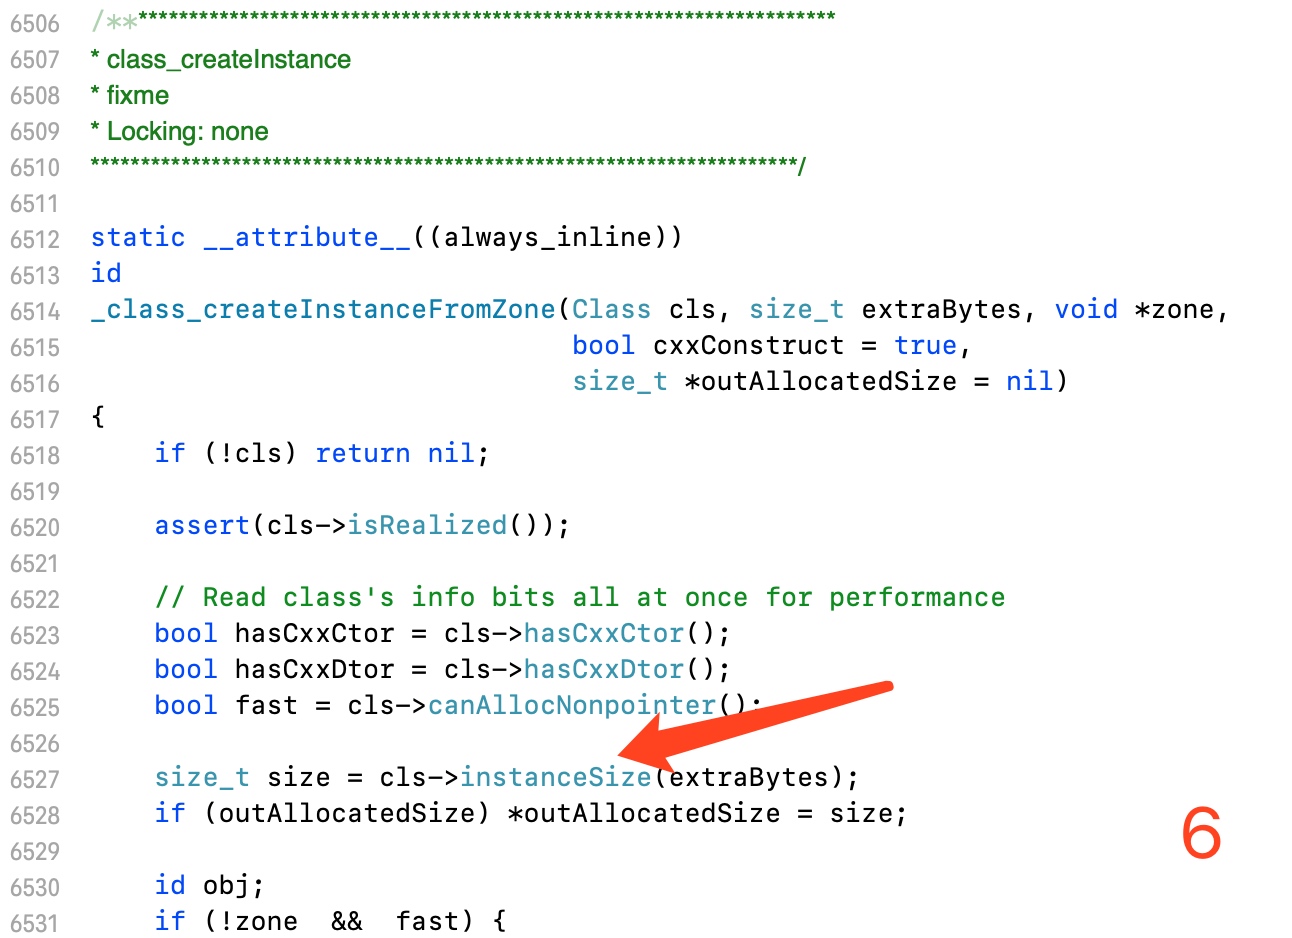 6506 /************************************************************************
6507 * class_createInstance
6508 * fixme
6509 * Locking: none
6510 **********************************************************************/
6511
6512 static __attribute__((always_inline))
6513 id
6514 _class_createInstanceFromZone(Class cls, size_t extraBytes, void *zone,
6515 bool cxxConstruct = true,
6516 size_t *outAllocatedSize = nil)
6517 {
6518 if (!cls) return nil;
6519
6520 assert(cls->isRealized());
6521
6522 // Read class's info bits all at once for performance
6523 bool hasCxxCtor = cls->hasCxxCtor();
6524 bool hasCxxDtor = cls->hasCxxDtor();
6525 bool fast = cls->canAllocNonpointer();
6526
6527 size_t size = cls->instanceSize(extraBytes);
6528 if (outAllocatedSize) *outAllocatedSize = size;
6529
6530 id obj;
6531 if (!zone && fast) {
6